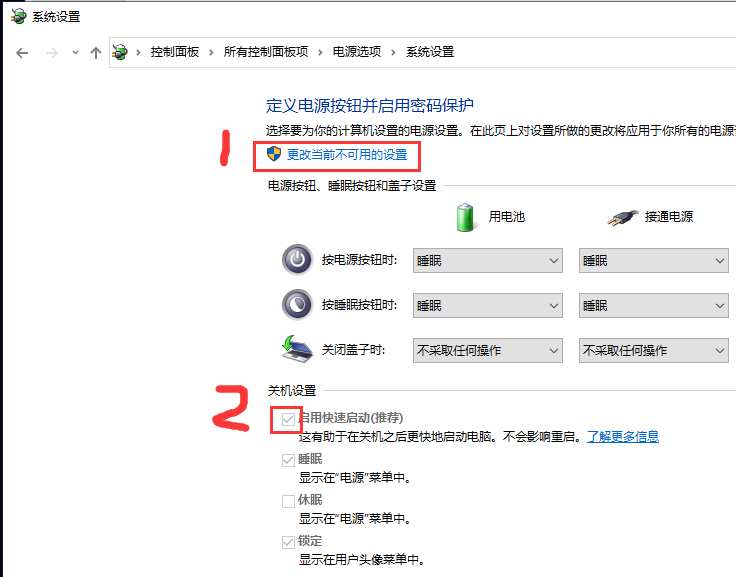 系统设置
控制面板 所有控制面板项 电源选项 系统设置
定义电源按钮并启用密码保护
选择要为你的计算机设置的电源设置。在此页上对设置所做的更改将应用于你所有的电源
1
更改当前不可用的设置
电源按钮、睡眠按钮和盖子设置
用电池 接通电源
按电源按钮时: 睡眠 睡眠
按睡眠按钮时: 睡眠 睡眠
关闭盖子时: 不采取任何操作 不采取任何操作
关机设置
2
启用快速启动(推荐)
这有助于在关机之后更快地启动电脑。不会影响重启。了解更多信息
睡眠
显示在"电源"菜单中。
休眠
显示在"电源"菜单中。
锁定
显示在用户头像菜单中。